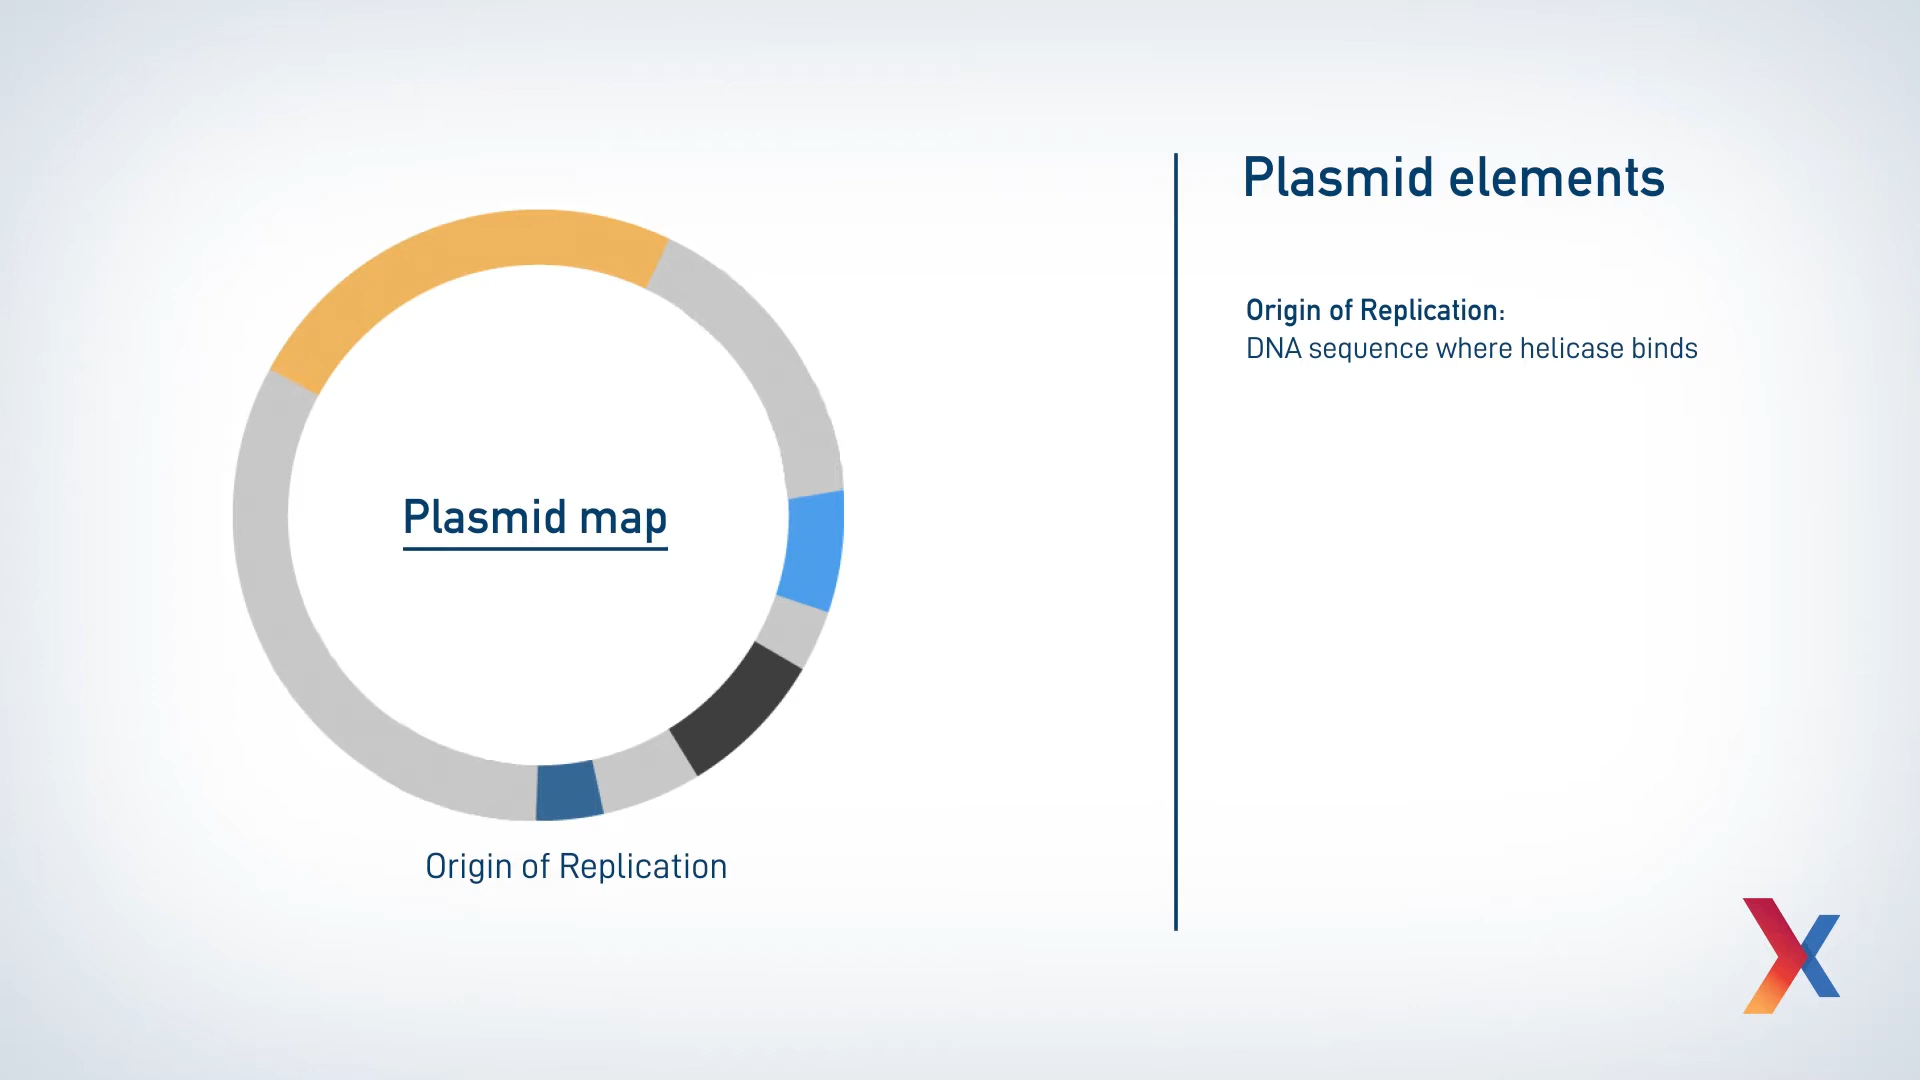 Plasmid elements
Origin of Replication:
DNA sequence where helicase binds
Plasmid map
Origin of Replication